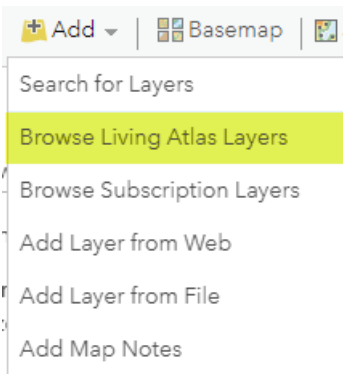 Add Basemap
Search for Layers
Browse Living Atlas Layers
Browse Subscription Layers
Add Layer from Web
Add Layer from File
Add Map Notes